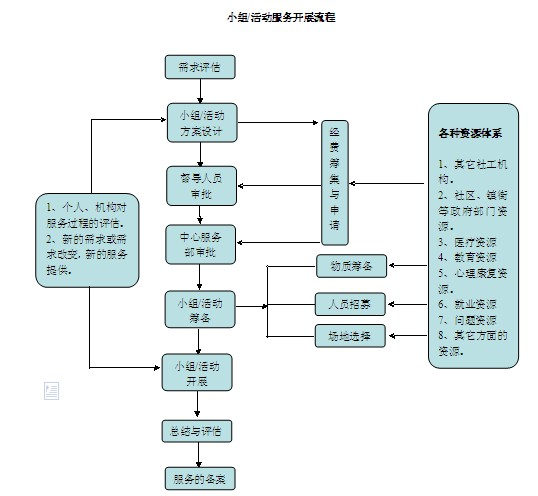 小组/活动服务开展流程
需求评估
小组/活动
方案设计
督导人员
审批
中心服务
部审批
小组/活动
筹备
小组/活动
开展
总结与评估
服务的备案
1、个人、机构对
服务过程的评估。
2、新的需求或需
求改变，新的服务
提供。
经
费
筹
集
与
申
请
物质筹备
人员招募
场地选择
各种资源体系
1、其它社工机
构。
2、社区、镇街
等政府部门资
源。
3、医疗资源
4、教育资源
5、心理康复资
源。
6、就业资源
7、问题资源
8、其它方面的
资源。